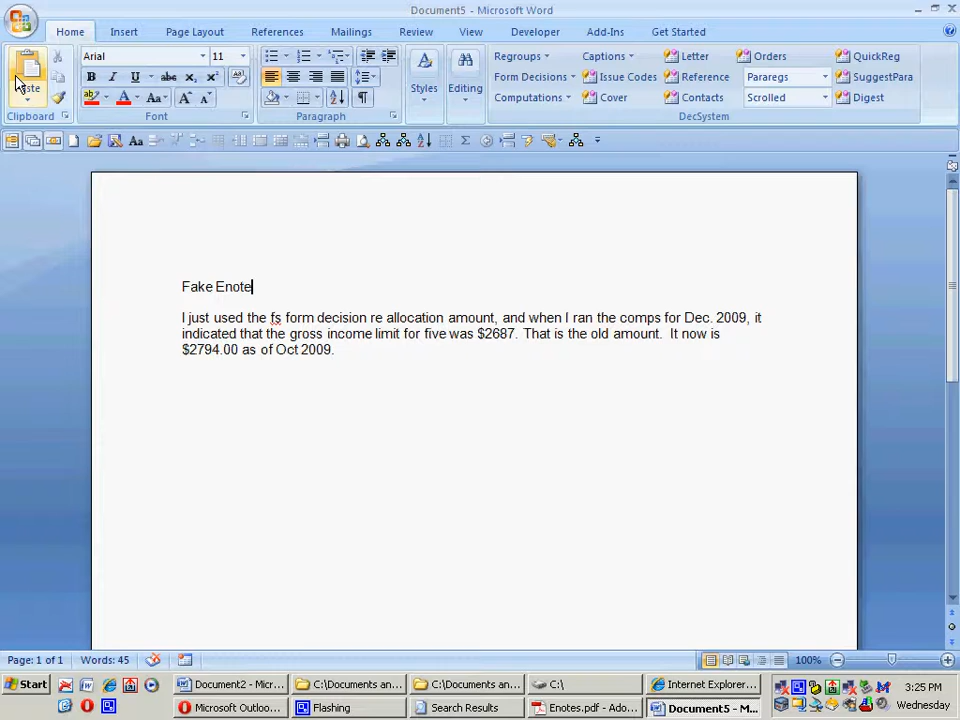 Document5 - Microsoft Word
Home Insert Page Layout References Mailings Review View Developer Add-Ins Get Started
Arial 11 Regroups Captions Letter Orders QuickReg
Styles Editing Form Decisions Issue Codes Reference Pararegs SuggestPara
Computations Cover Contacts Scrolled Digest
Clipboard Font Paragraph DecSystem
Fake Enote
I just used the fs form decision re allocation amount, and when I ran the comps for Dec. 2009, it
indicated that the gross income limit for five was $2687. That is the old amount.  It now is
$2794.00 as of Oct 2009.
Page: 1 of 1 Words: 45 100%
Start Document2 - Micr... C:\Documents an... C:\Documents an... C:\ Internet Explorer... 3:25 PM
Microsoft Outloo... Flashing Search Results Enotes.pdf - Ado... Document5 - M... Wednesday